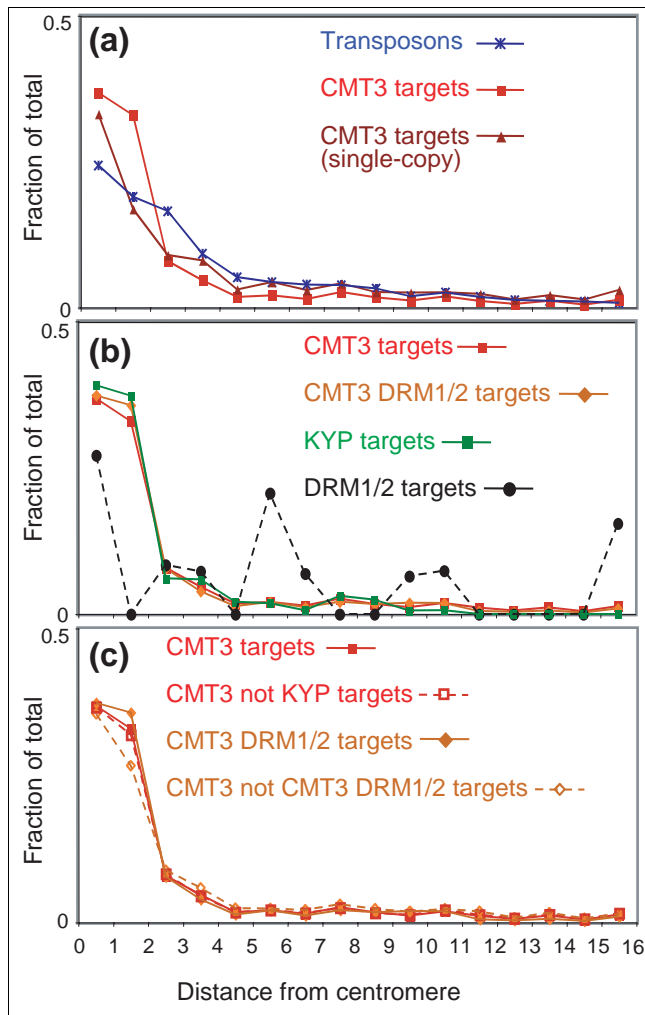 0.5
(a)
Transposons
CMT3 targets
CMT3 targets
(single-copy)
Fraction of total
0
0.5
(b)
CMT3 targets
CMT3 DRM1/2 targets
KYP targets
DRM1/2 targets
Fraction of total
0
0.5
(c)
CMT3 targets
CMT3 not KYP targets
CMT3 DRM1/2 targets
CMT3 not CMT3 DRM1/2 targets
Fraction of total
0
0 1 2 3 4 5 6 7 8 9 10 11 12 13 14 15 16
Distance from centromere